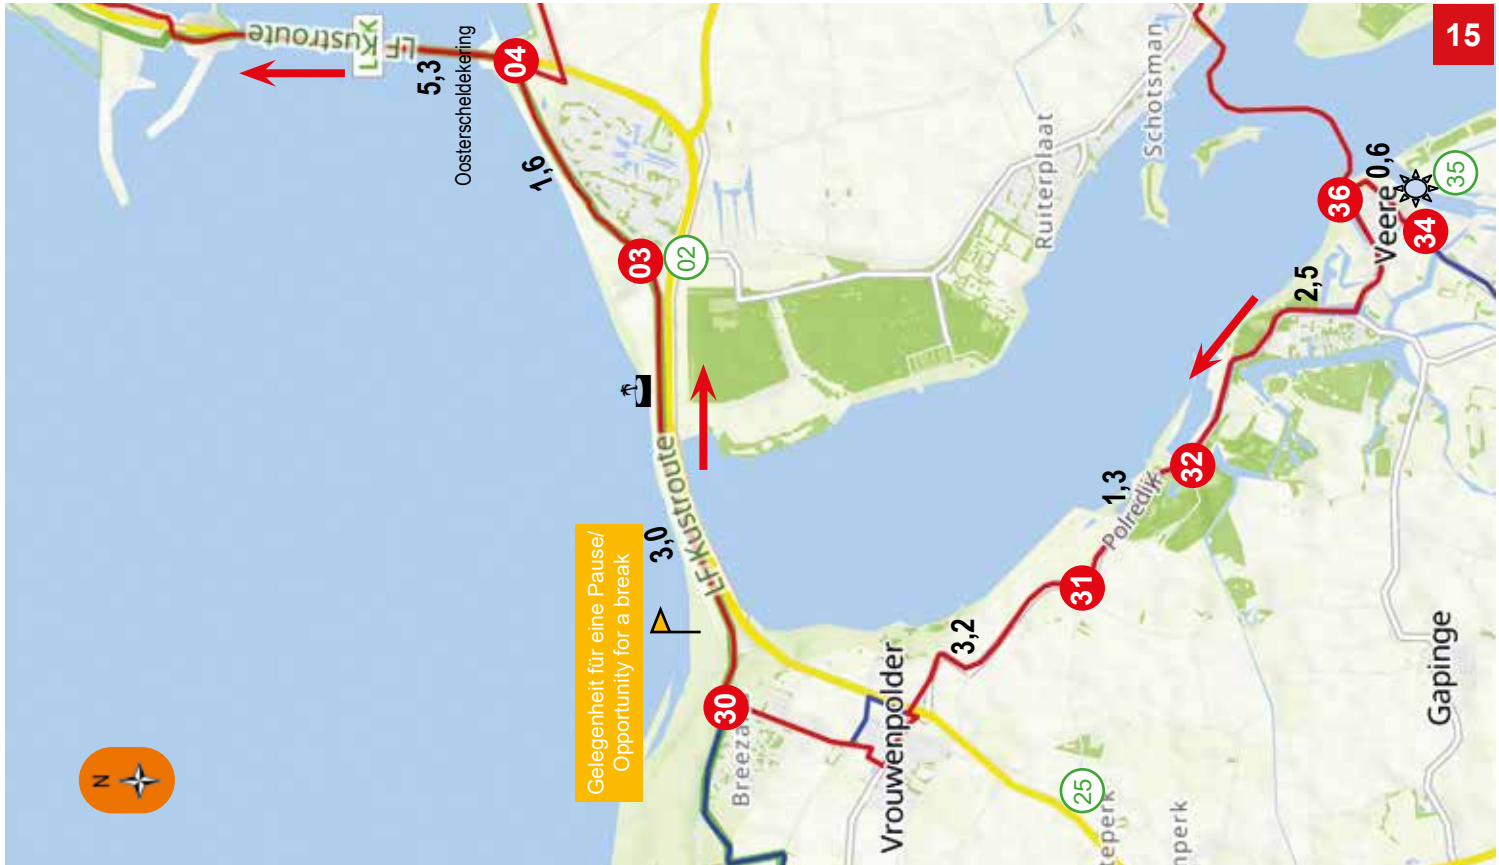 15
LF Kustroute
LF Kustroute
5,3
04
Oosterscheldekering
1,6
03
02
3,0
LF Kustroute
Gelegenheit für eine Pause/
Opportunity for a break
30
N
Vrouwenpolder
3,2
31
1,3
Polredijk
32
2,5
Ruiterplaat
Schotsman
36
0,6
Veere
34
35
25
Gapinge